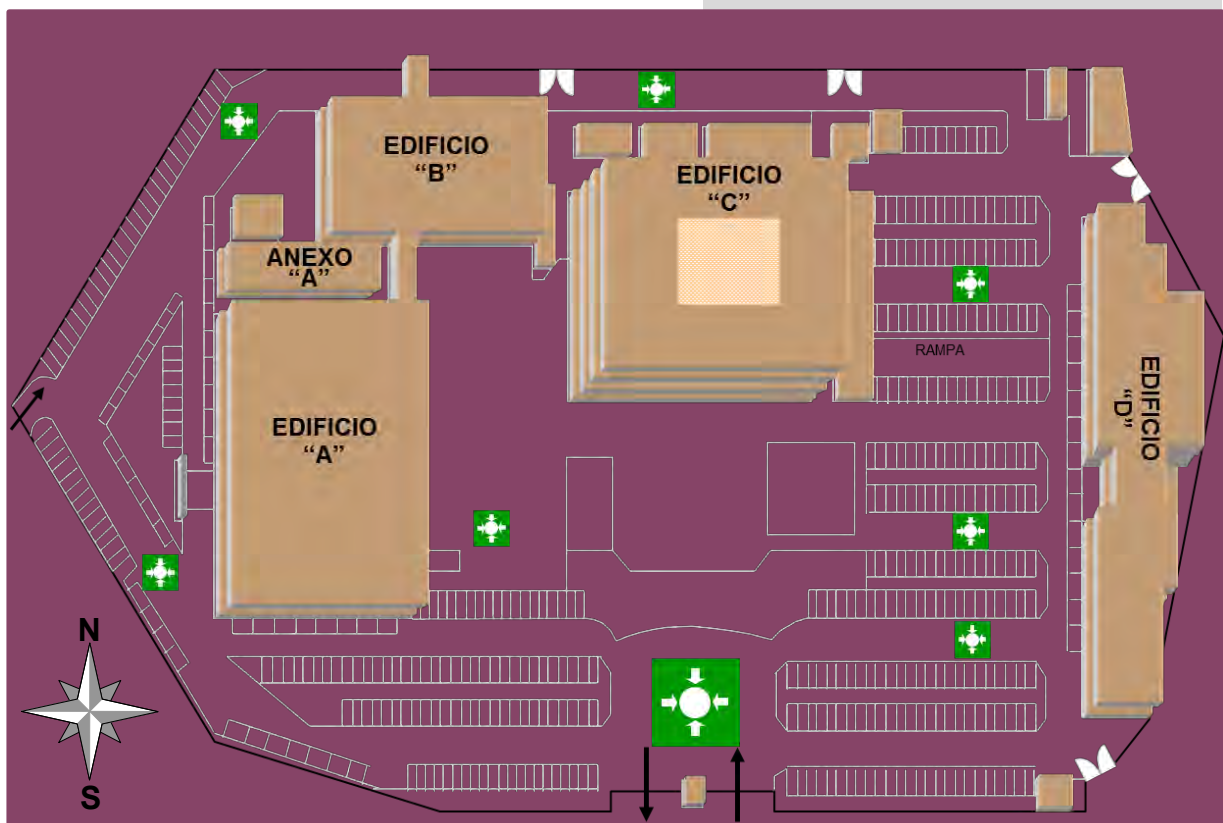 EDIFICIO
“B”
EDIFICIO
“C”
ANEXO
“A”
RAMPA
EDIFICIO
“D”
EDIFICIO
“A”
N
S